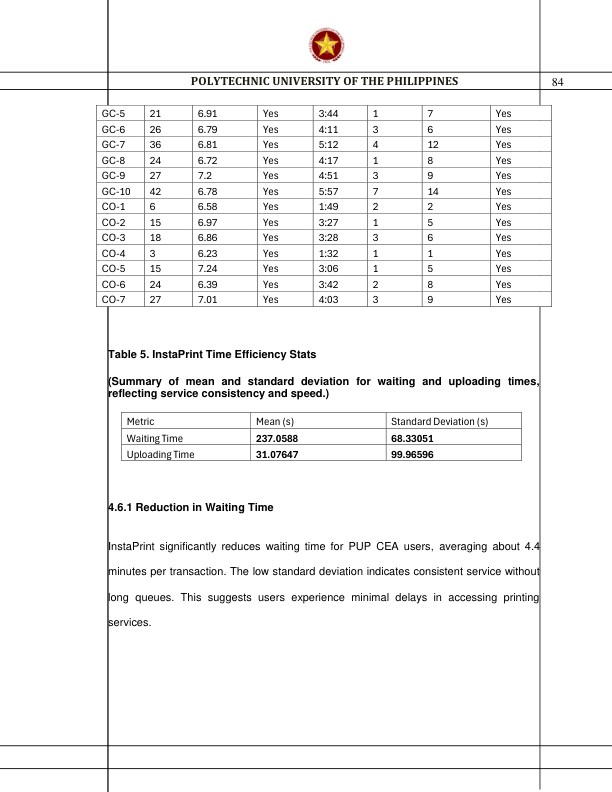 POLYTECHNIC UNIVERSITY OF THE PHILIPPINES 84
GC-5 21 6.91 Yes 3:44 1 7 Yes
GC-6 26 6.79 Yes 4:11 3 6 Yes
GC-7 36 6.81 Yes 5:12 4 12 Yes
GC-8 24 6.72 Yes 4:17 1 8 Yes
GC-9 27 7.2 Yes 4:51 3 9 Yes
GC-10 42 6.78 Yes 5:57 7 14 Yes
CO-1 6 6.58 Yes 1:49 2 2 Yes
CO-2 15 6.97 Yes 3:27 1 5 Yes
CO-3 18 6.86 Yes 3:28 3 6 Yes
CO-4 3 6.23 Yes 1:32 1 1 Yes
CO-5 15 7.24 Yes 3:06 1 5 Yes
CO-6 24 6.39 Yes 3:42 2 8 Yes
CO-7 27 7.01 Yes 4:03 3 9 Yes
Table 5. InstaPrint Time Efficiency Stats
(Summary of mean and standard deviation for waiting and uploading times,
reflecting service consistency and speed.)
Metric Mean (s) Standard Deviation (s)
Waiting Time 237.0588 68.33051
Uploading Time 31.07647 99.96596
4.6.1 Reduction in Waiting Time
InstaPrint significantly reduces waiting time for PUP CEA users, averaging about 4.4
minutes per transaction. The low standard deviation indicates consistent service without
long queues. This suggests users experience minimal delays in accessing printing
services.